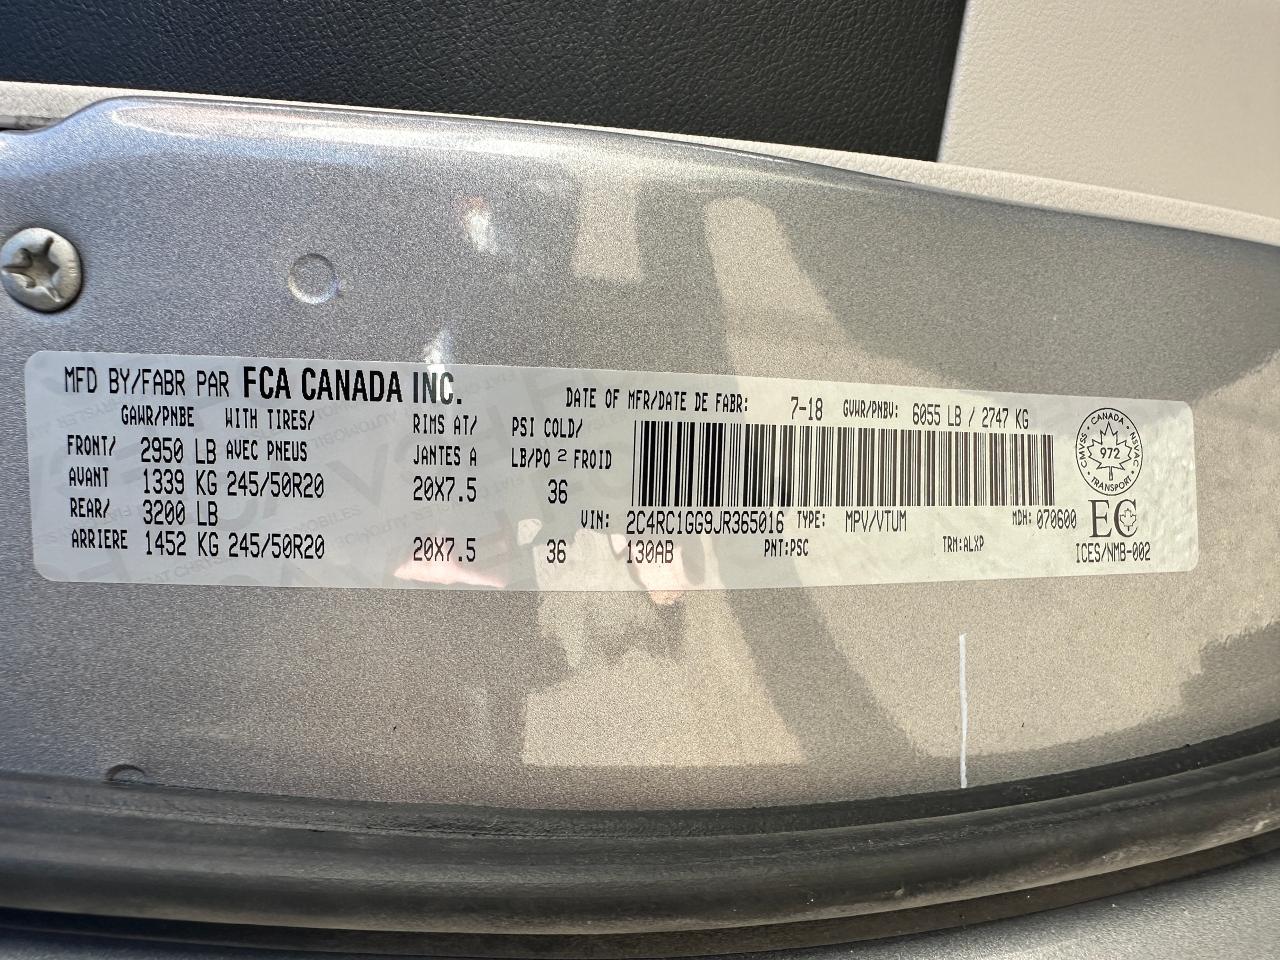 MFD BY/FABR PAR FCA CANADA INC.
DATE OF MFR/DATE DE FABR: 7-18 GVWR/PNBV: 6055 LB / 2747 KG
GAWR/PNBE WITH TIRES/ RIMS AT/ PSI COLD/
FRONT/ 2950 LB AVEC PNEUS JANTES A LB/PO 2 FROID
AVANT 1339 KG 245/50R20 20X7.5 36
REAR/ 3200 LB
VIN: 2C4RC1GG9JR365016 TYPE: MPV/VTUM MDH: 070600
ARRIERE 1452 KG 245/50R20 20X7.5 36 130AB PNT:PSC TRM:ALXP
CANADA
CMVSS 972 NSVAC
TRANSPORT
EC
ICES/NMB-002